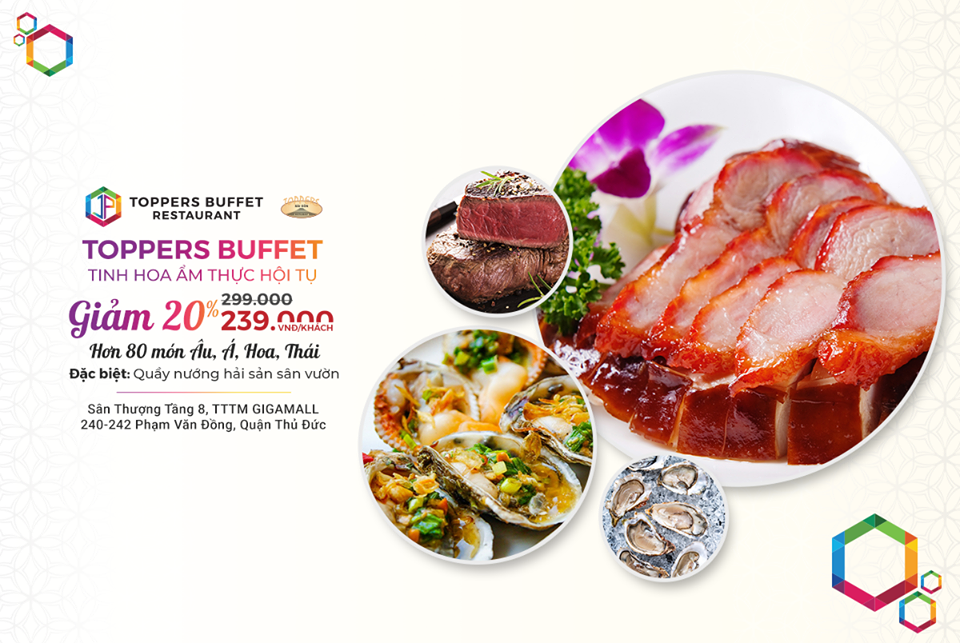 TOPPERS BUFFET
RESTAURANT
TOPPERS
TOPPERS BUFFET
TINH HOA ẨM THỰC HỘI TỤ
Giảm 20%
299.000
239.000
VNĐ/KHÁCH
Hơn 80 món Âu, Á, Hoa, Thái
Đặc biệt: Quầy nướng hải sản sân vườn
Sân Thượng Tầng 8, TTTM GIGAMALL
240-242 Phạm Văn Đồng, Quận Thủ Đức